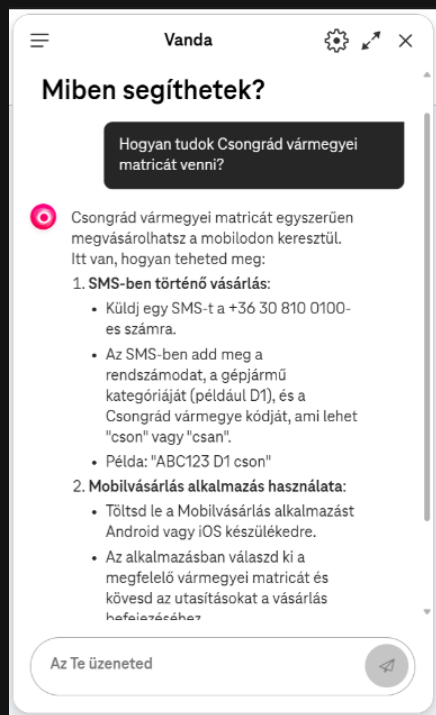 Vanda
Miben segíthetek?
Hogyan tudok Csongrád vármegyei
matricát venni?
Csongrád vármegyei matricát egyszerűen
megvásárolhatsz a mobilodon keresztül.
Itt van, hogyan teheted meg:
1. SMS-ben történő vásárlás:
• Küldj egy SMS-t a +36 30 810 0100-
es számra.
• Az SMS-ben add meg a
rendszámodat, a gépjármű
kategóriáját (például D1), és a
Csongrád vármegye kódját, ami lehet
"cson" vagy "csan".
• Példa: "ABC123 D1 cson"
2. Mobilvásárlás alkalmazás használata:
• Töltsd le a Mobilvásárlás alkalmazást
Android vagy iOS készülékedre.
• Az alkalmazásban válaszd ki a
megfelelő vármegyei matricát és
kövesd az utasításokat a vásárlás
befejezéséhez
Az Te üzeneted